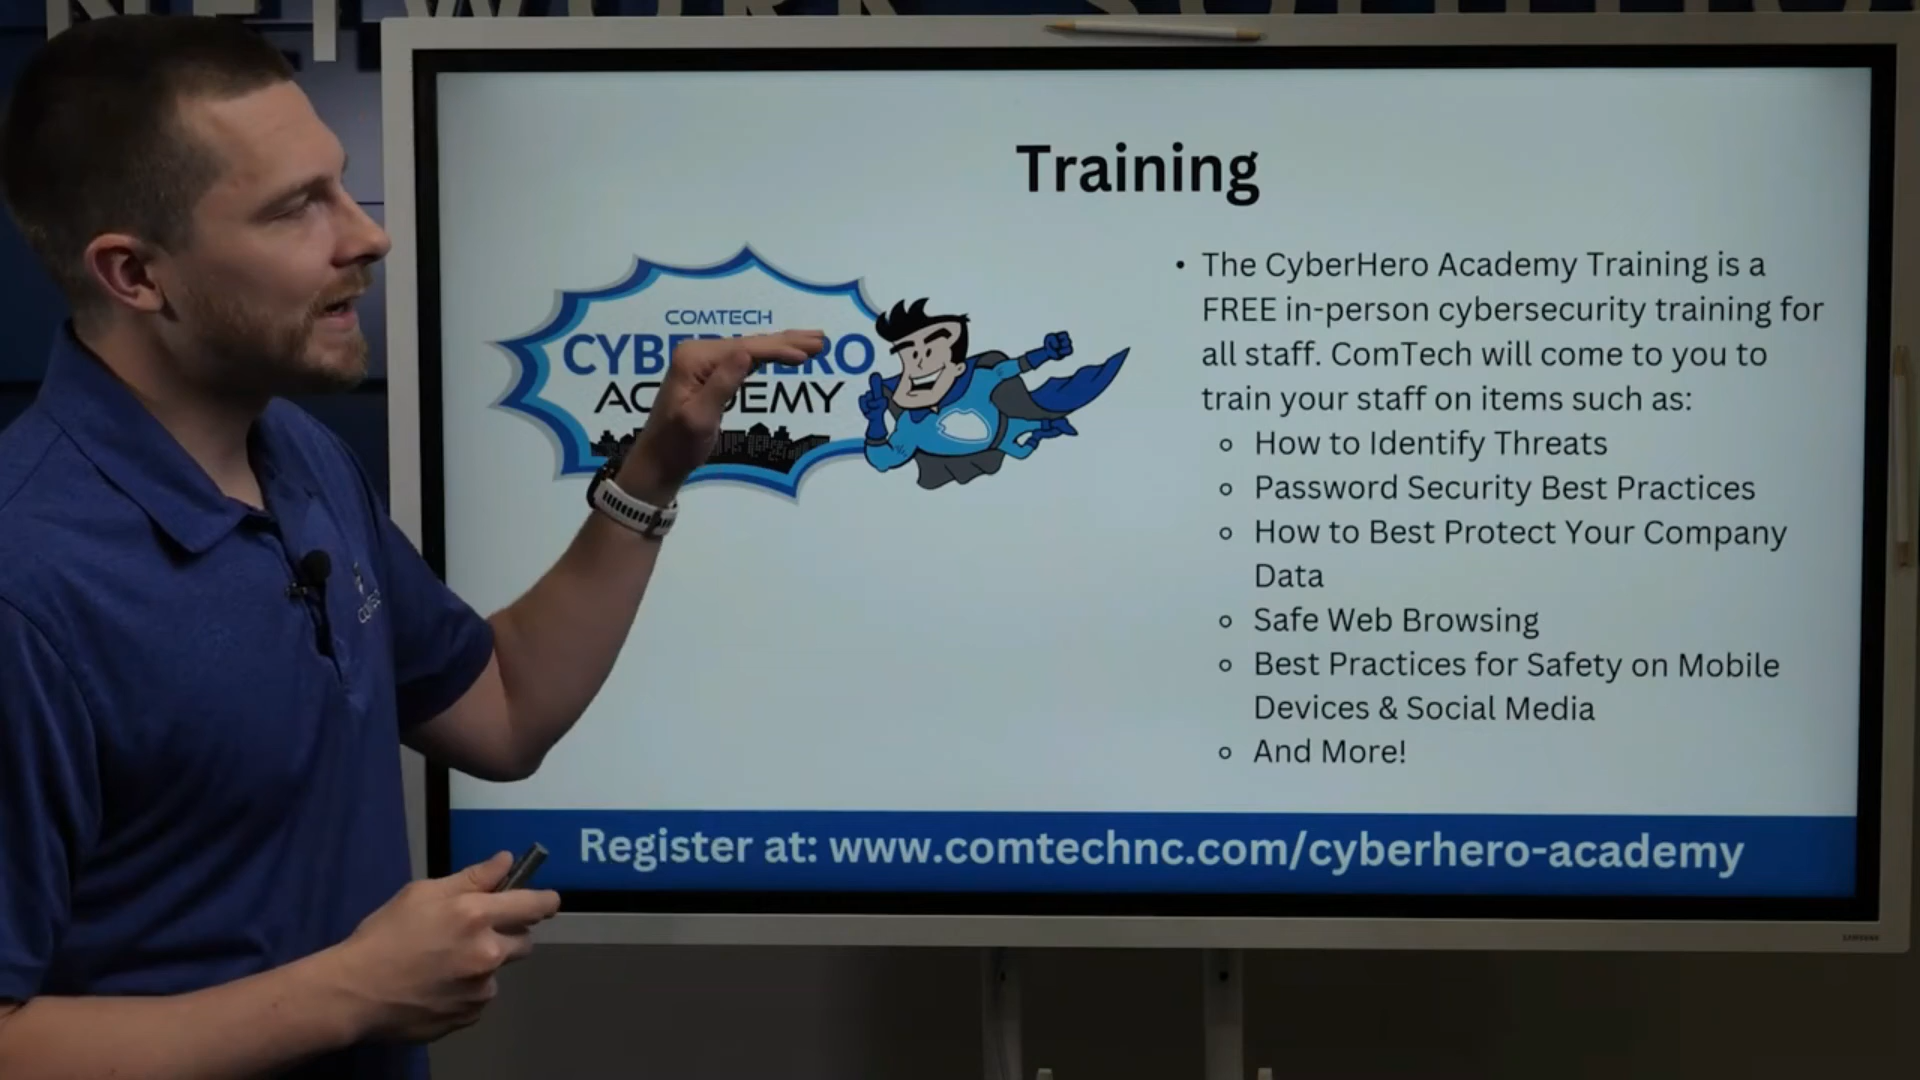 NETWORK SOLUTIO
Training
COMTECH
CYBERHERO
ACADEMY
• The CyberHero Academy Training is a
FREE in-person cybersecurity training for
all staff. ComTech will come to you to
train your staff on items such as:
How to Identify Threats
Password Security Best Practices
How to Best Protect Your Company
Data
Safe Web Browsing
Best Practices for Safety on Mobile
Devices & Social Media
And More!
Register at: www.comtechnc.com/cyberhero-academy
SAMSUNG